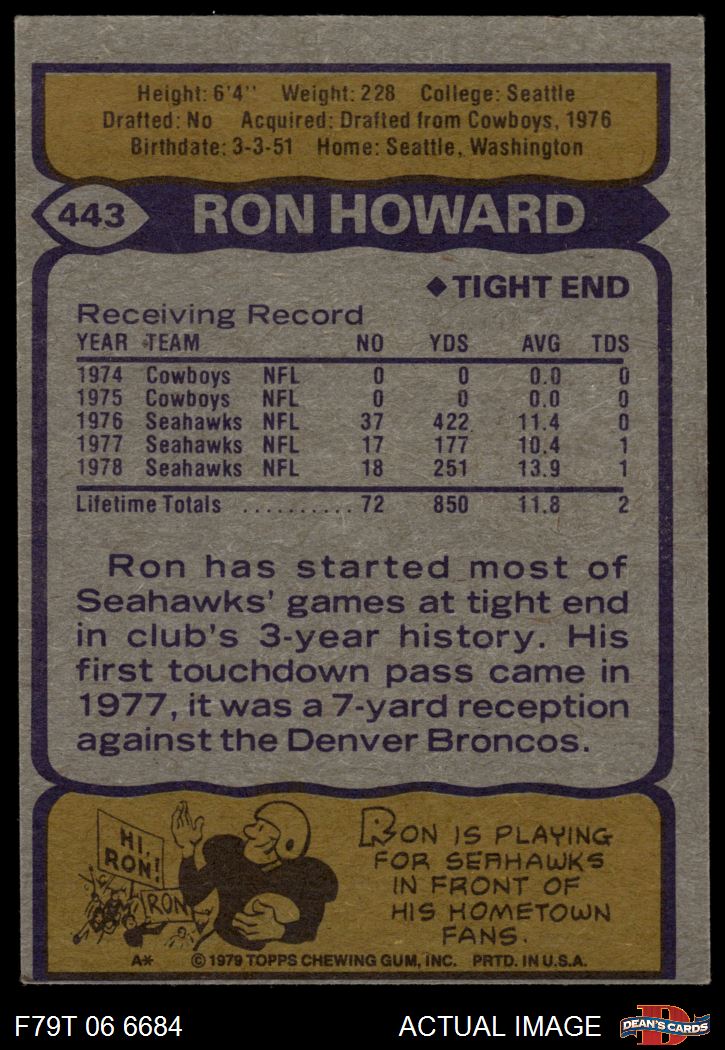 Height: 6'4'' Weight: 228 College: Seattle
Drafted: No Acquired: Drafted from Cowboys, 1976
Birthdate: 3-3-51 Home: Seattle, Washington
443 RON HOWARD
◆TIGHT END
Receiving Record
YEAR TEAM NO YDS AVG TDS
1974 Cowboys NFL 0 0 0.0 0
1975 Cowboys NFL 0 0 0.0 0
1976 Seahawks NFL 37 422 11.4 0
1977 Seahawks NFL 17 177 10.4 1
1978 Seahawks NFL 18 251 13.9 1
Lifetime Totals .......... 72 850 11.8 2
Ron has started most of
Seahawks' games at tight end
in club's 3-year history. His
first touchdown pass came in
1977, it was a 7-yard reception
against the Denver Broncos.
HI,
RON!
RON
RON IS PLAYING
FOR SEAHAWKS
IN FRONT OF
HIS HOMETOWN
FANS.
A* © 1979 TOPPS CHEWING GUM, INC. PRTD. IN U.S.A.
F79T 06 6684 ACTUAL IMAGE
D
DEAN'S CARDS